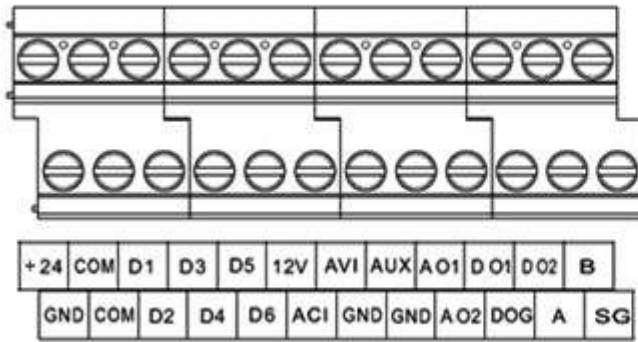 +24 COM D1 D3 D5 12V AVI AUX AO1 DO1 DO2 B
GND COM D2 D4 D6 ACI GND GND AO2 DOG A SG